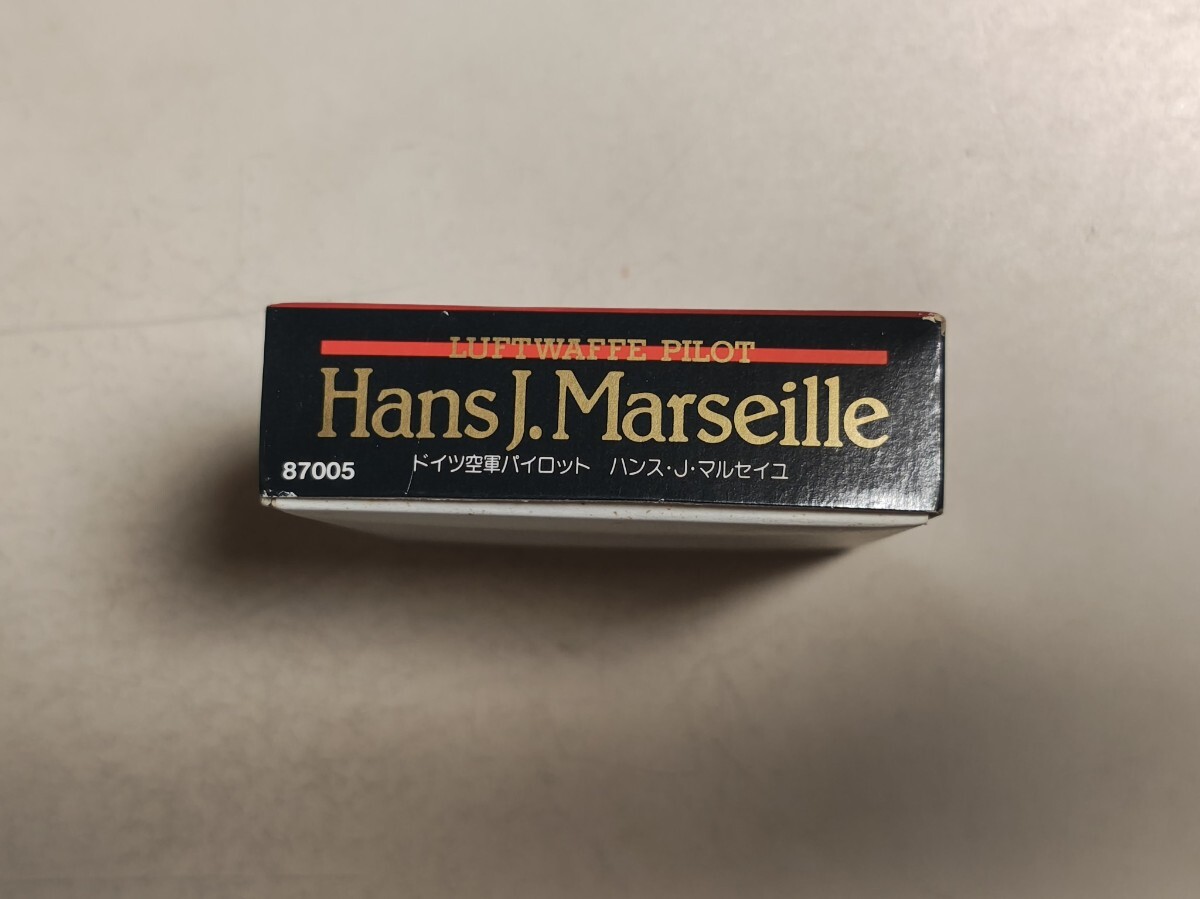 LUFTWAFFE PILOT
Hans J. Marseille
87005 ドイツ空軍パイロット ハンス・J・マルセイユ